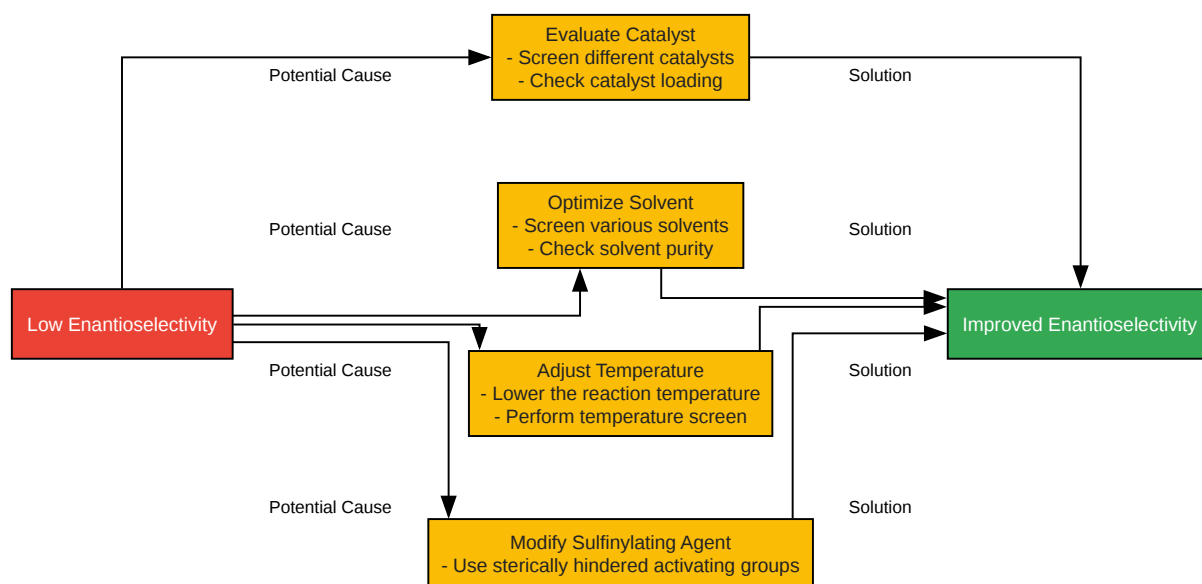 Evaluate Catalyst
- Screen different catalysts
- Check catalyst loading
Potential Cause
Solution
Optimize Solvent
- Screen various solvents
- Check solvent purity
Potential Cause
Solution
Low Enantioselectivity
Improved Enantioselectivity
Adjust Temperature
- Lower the reaction temperature
- Perform temperature screen
Potential Cause
Solution
Potential Cause
Solution
Modify Sulfinylating Agent
- Use sterically hindered activating groups